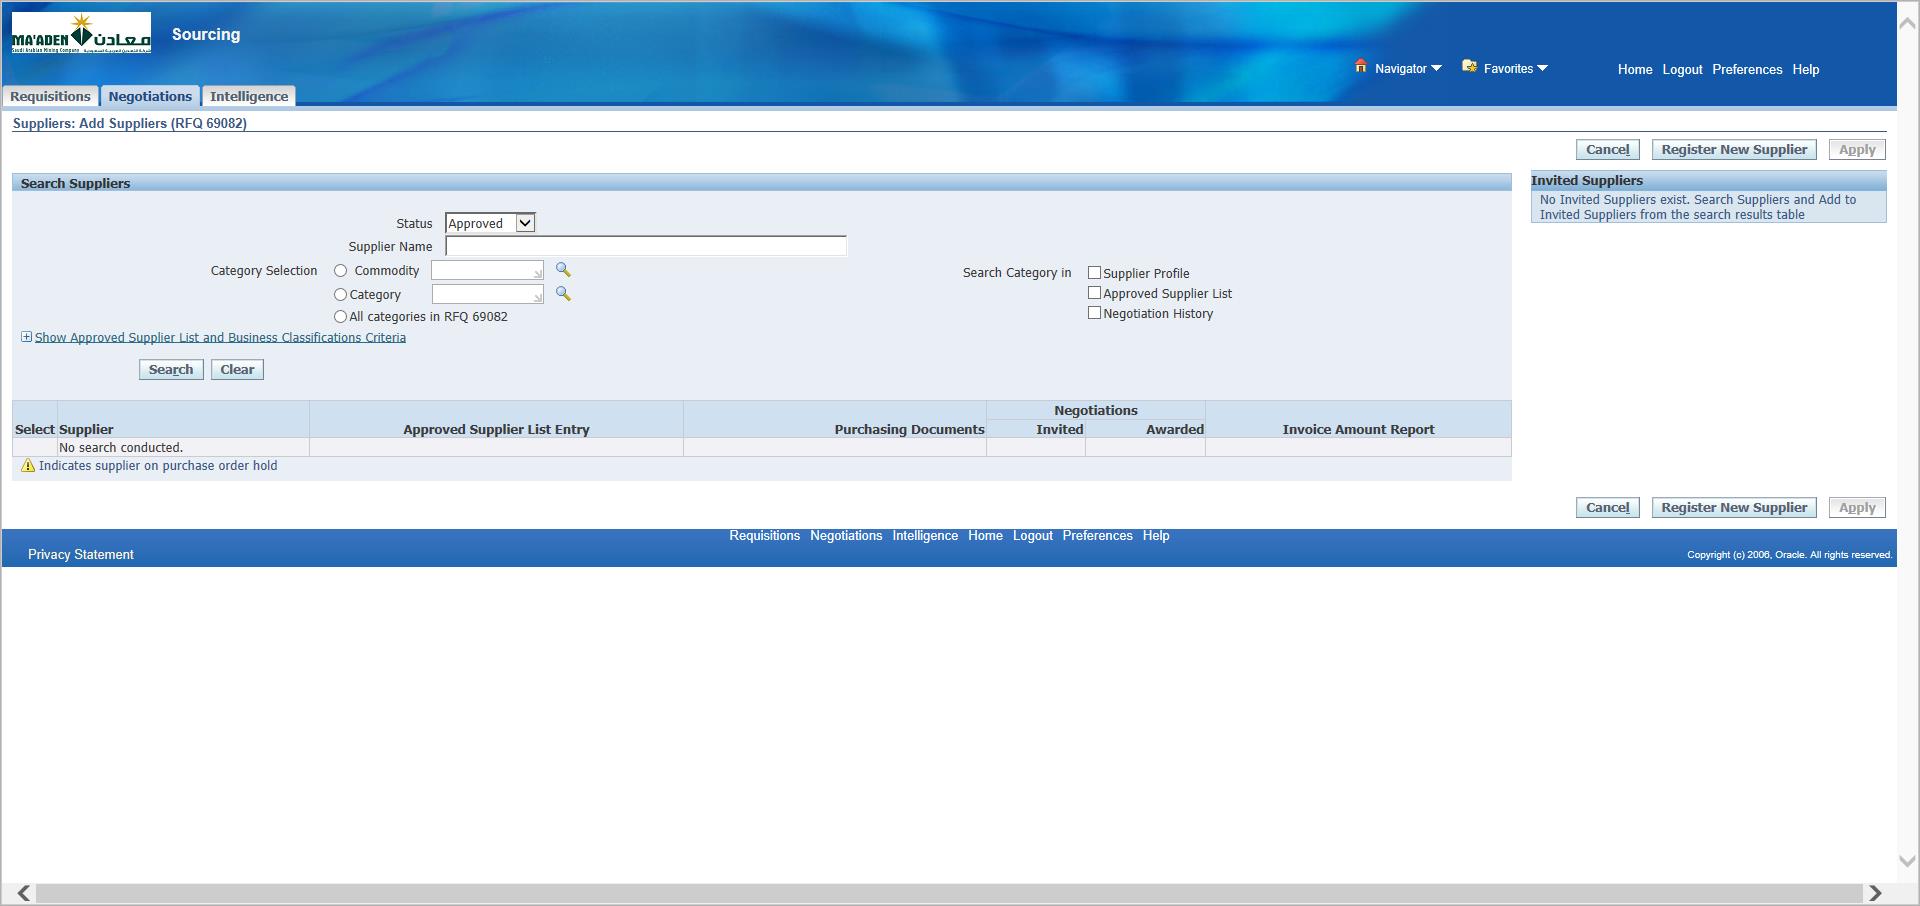 MA'ADEN معادن
Saudi Arabian Mining Company
Sourcing
Navigator
Favorites
Home Logout Preferences Help
Requisitions Negotiations Intelligence
Suppliers: Add Suppliers (RFQ 69082)
Cancel Register New Supplier Apply
Search Suppliers
Status Approved
Supplier Name
Category Selection
Commodity
Category
All categories in RFQ 69082
Search Category in
Supplier Profile
Approved Supplier List
Negotiation History
Show Approved Supplier List and Business Classifications Criteria
Search Clear
Invited Suppliers
No Invited Suppliers exist. Search Suppliers and Add to
Invited Suppliers from the search results table
Negotiations
Select Supplier Approved Supplier List Entry Purchasing Documents Invited Awarded Invoice Amount Report
No search conducted.
Indicates supplier on purchase order hold
Cancel Register New Supplier Apply
Requisitions Negotiations Intelligence Home Logout Preferences Help
Privacy Statement
Copyright (c) 2006, Oracle. All rights reserved.